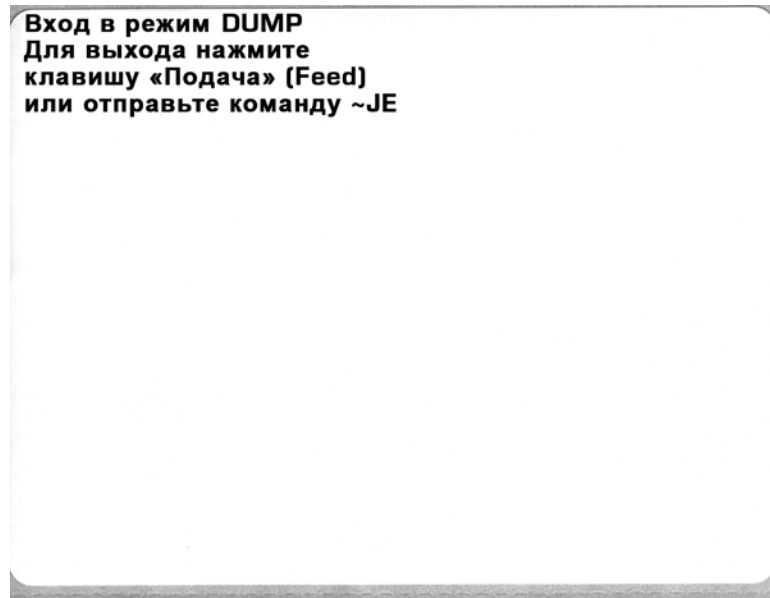 Вход в режим DUMP
Для выхода нажмите
клавишу «Подача» (Feed)
или отправьте команду ~JE